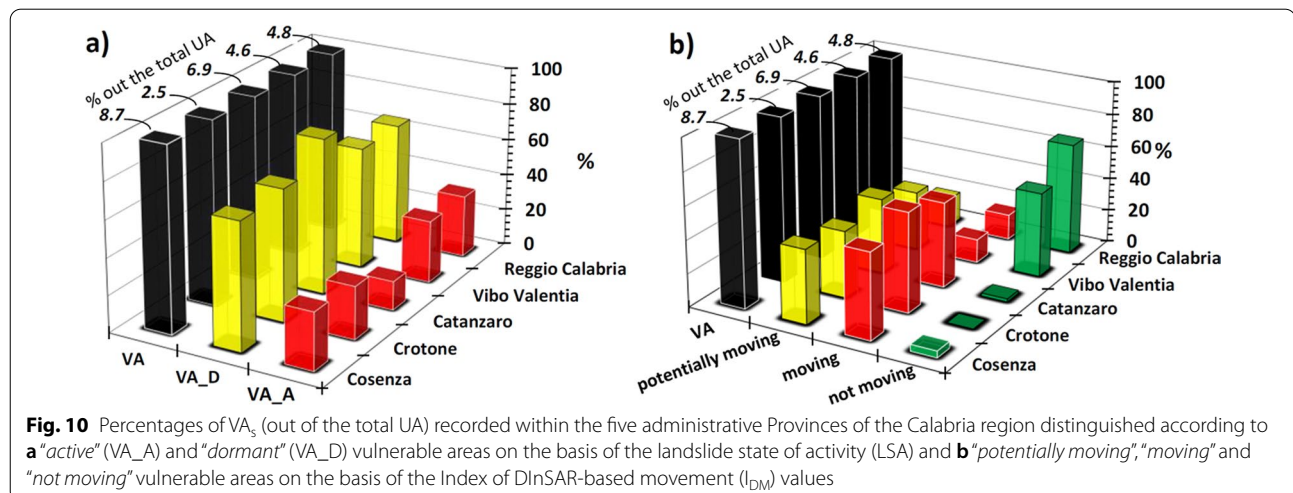 a)
% out the total UA
8.7
2.5
6.9
4.6
4.8
100
80
60
40
20
0
%
VA
VA_D
VA_A
Cosenza
Crotone
Catanzaro
Vibo Valentia
Reggio Calabria
b)
% out the total UA
8.7
2.5
6.9
4.6
4.8
100
80
60
40
20
0
%
VA
potentially moving
moving
not moving
Cosenza
Crotone
Catanzaro
Vibo Valentia
Reggio Calabria
Fig. 10 Percentages of VAs (out of the total UA) recorded within the five administrative Provinces of the Calabria region distinguished according to
a “active” (VA_A) and “dormant” (VA_D) vulnerable areas on the basis of the landslide state of activity (LSA) and b “potentially moving”, “moving” and
“not moving” vulnerable areas on the basis of the Index of DInSAR-based movement (IDM) values